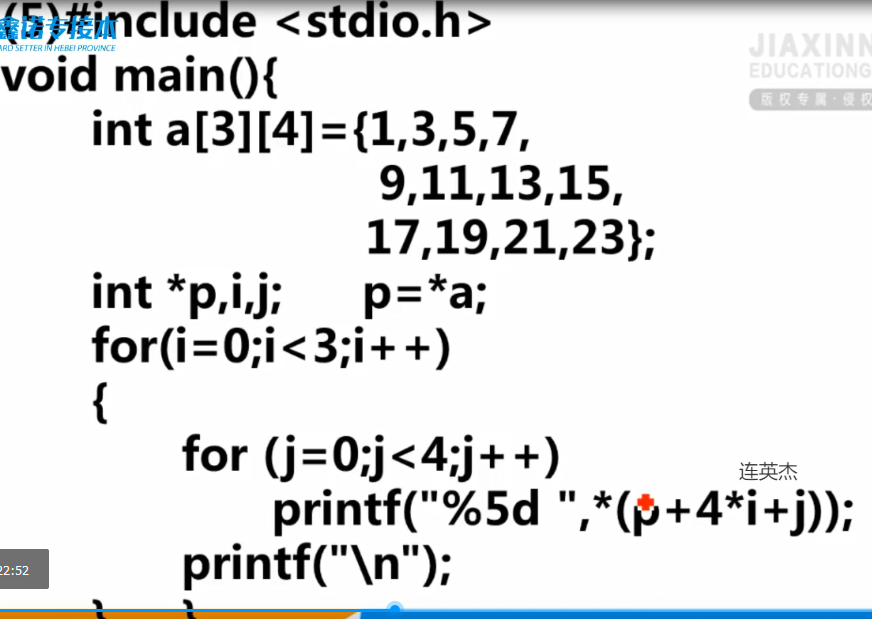 (5)#include <stdio.h>
鑫诺专接本
ARD SETTER IN HEBEI PROVINCE
JIAXINN
EDUCATIONG
版权专属·侵权
void main(){
int a[3][4]={1,3,5,7,
9,11,13,15,
17,19,21,23};
int *p,i,j; p=*a;
for(i=0;i<3;i++)
{
for (j=0;j<4;j++)
连英杰
printf("%5d ",*(p+4*i+j));
printf("\n");
22:52
} }